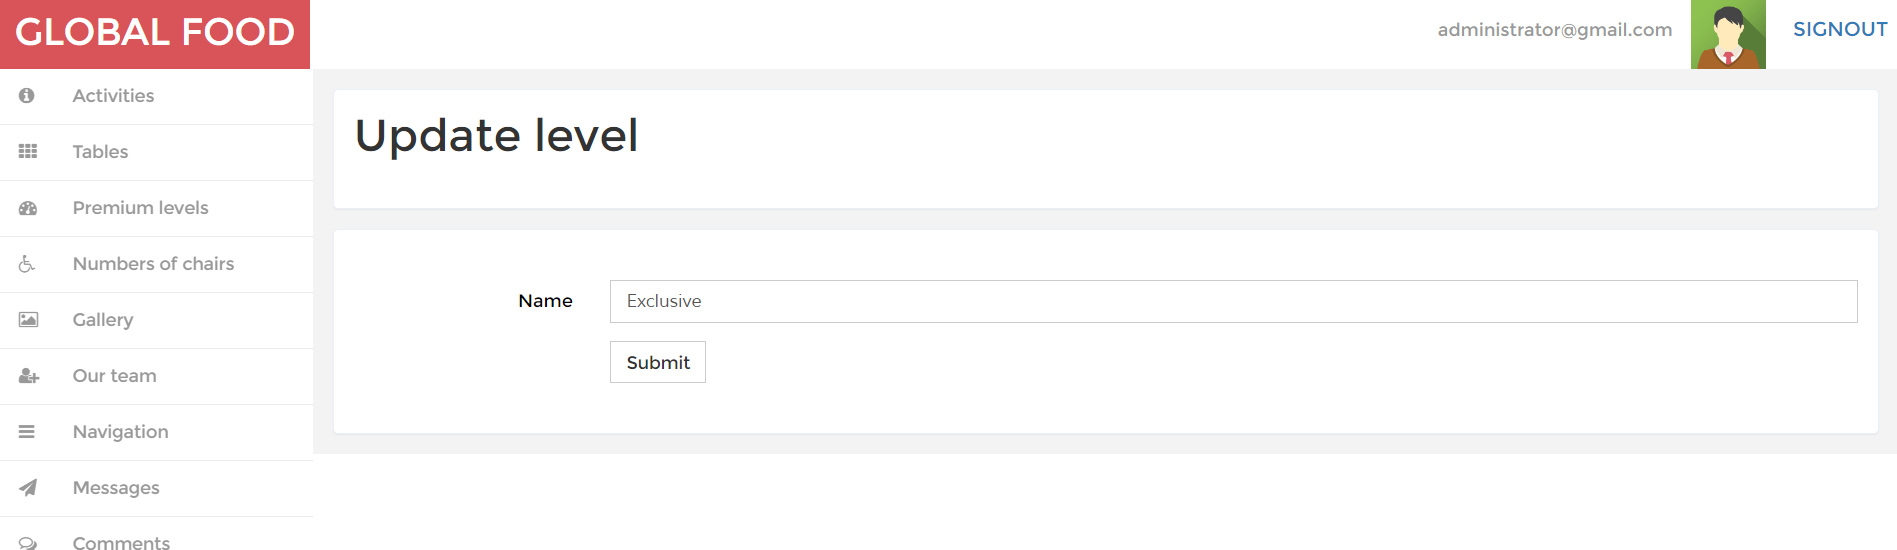 GLOBAL FOOD
administrator@gmail.com
SIGNOUT
Activities
Tables
Premium levels
Numbers of chairs
Gallery
Our team
Navigation
Messages
Comments
Update level
Name
Exclusive
Submit